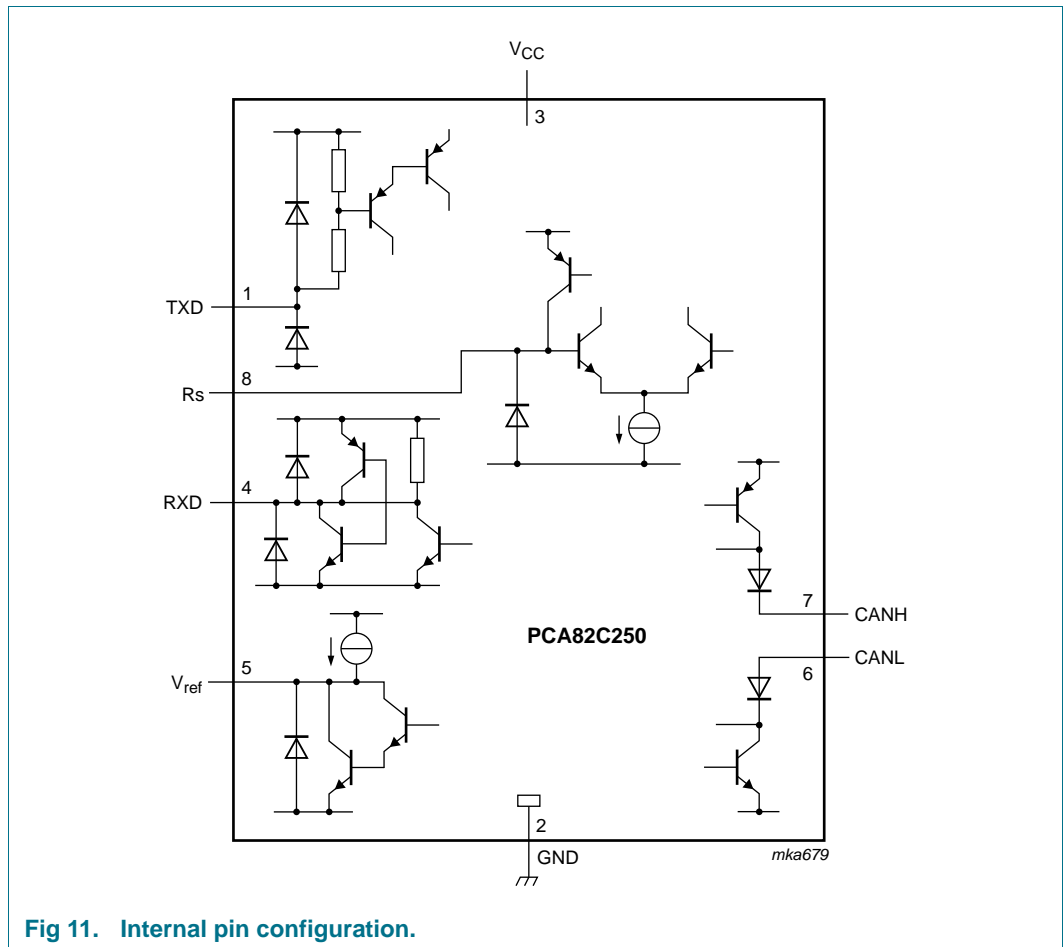 VCC
3
TXD
1
8
Rs
4
RXD
7
CANH
PCA82C250
CANL
6
5
Vref
2
GND
mka679
Fig 11. Internal pin configuration.